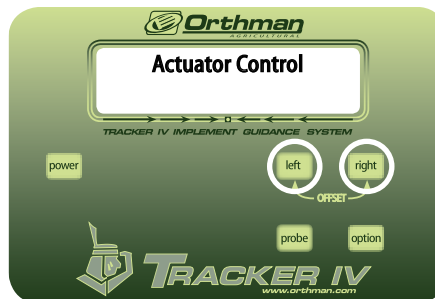 Orthman
AGRICULTURAL
Actuator Control
TRACKER IV IMPLEMENT GUIDANCE SYSTEM
power
left
right
OFFSET
probe
option
TRACKER IV
www.orthman.com